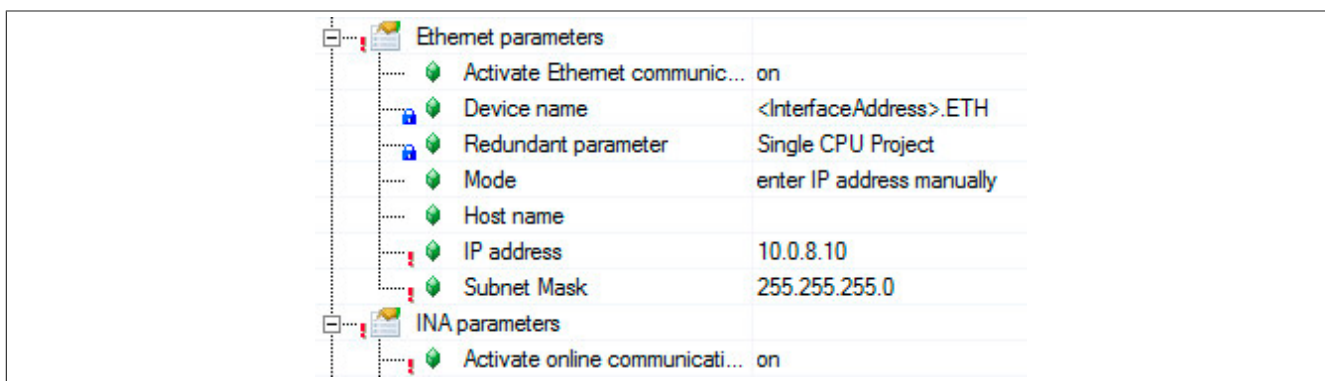 Ethernet parameters
Activate Ethernet communic... on
Device name <InterfaceAddress>.ETH
Redundant parameter Single CPU Project
Mode enter IP address manually
Host name
IP address 10.0.8.10
Subnet Mask 255.255.255.0
INA parameters
Activate online communicati... on